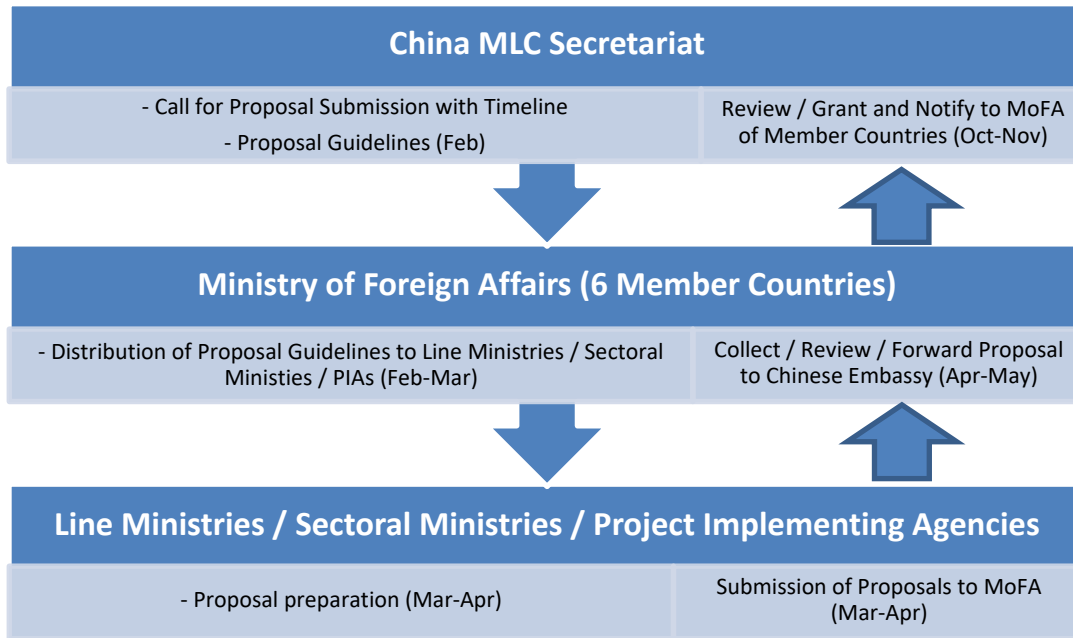 China MLC Secretariat
- Call for Proposal Submission with Timeline
- Proposal Guidelines (Feb)
Review / Grant and Notify to MoFA
of Member Countries (Oct-Nov)
Ministry of Foreign Affairs (6 Member Countries)
- Distribution of Proposal Guidelines to Line Ministries / Sectoral
Ministies / PIAs (Feb-Mar)
Collect / Review / Forward Proposal
to Chinese Embassy (Apr-May)
Line Ministries / Sectoral Ministries / Project Implementing Agencies
- Proposal preparation (Mar-Apr)
Submission of Proposals to MoFA
(Mar-Apr)